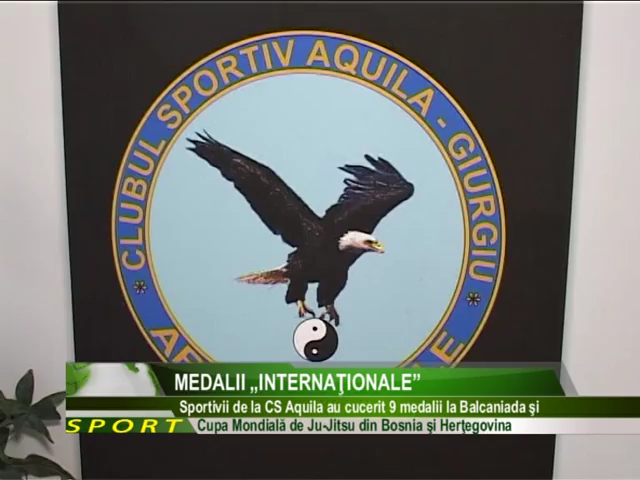 CLUBUL SPORTIV AQUILA - GIURGIU
MEDALII „INTERNAŢIONALE”
Sportivii de la CS Aquila au cucerit 9 medalii la Balcaniada şi
SPORT
Cupa Mondială de Ju-Jitsu din Bosnia şi Herţegovina